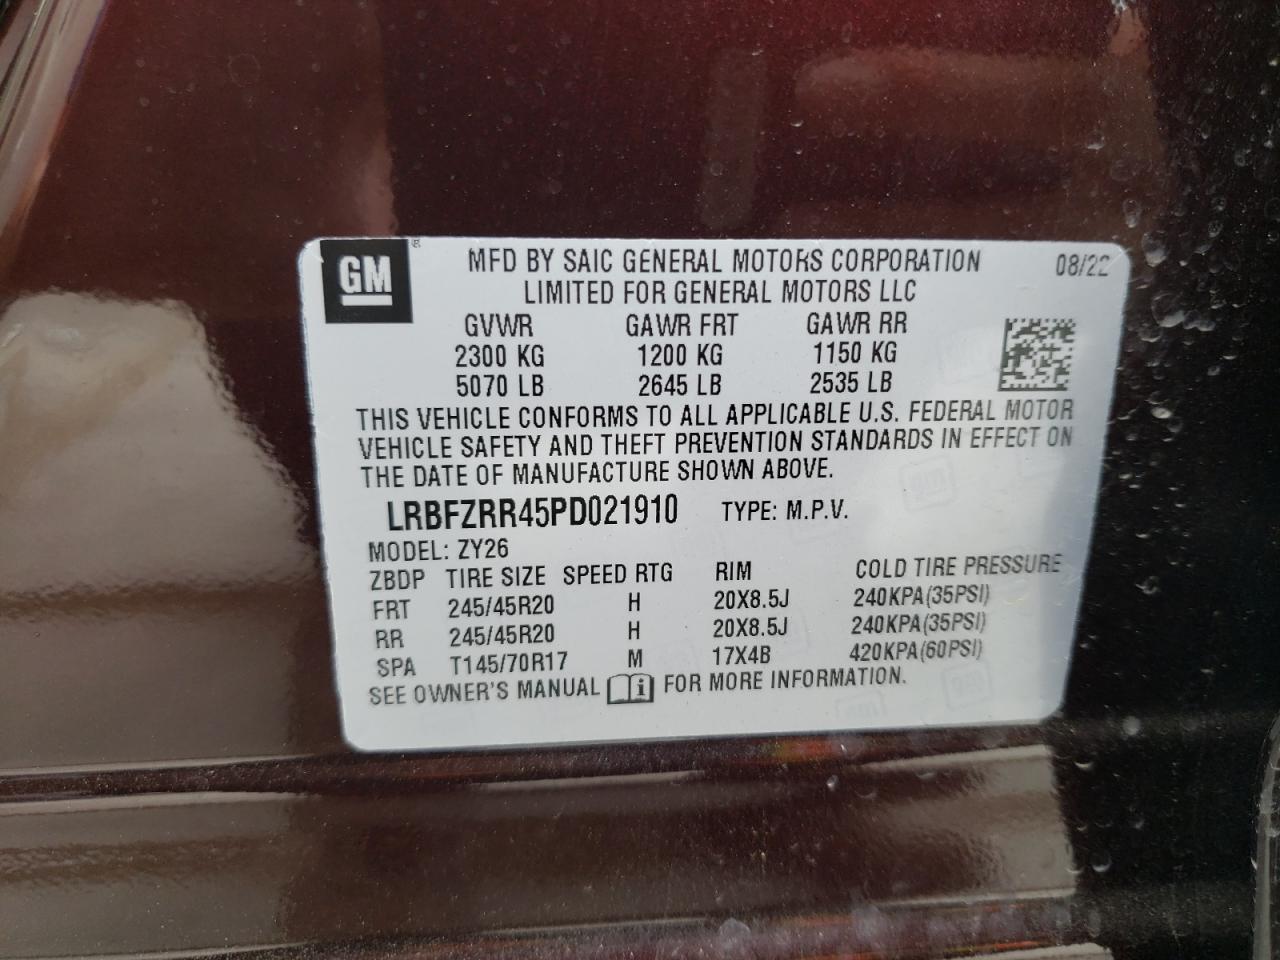 GM
MFD BY SAIC GENERAL MOTORS CORPORATION 08/22
LIMITED FOR GENERAL MOTORS LLC
GVWR GAWR FRT GAWR RR
2300 KG 1200 KG 1150 KG
5070 LB 2645 LB 2535 LB
THIS VEHICLE CONFORMS TO ALL APPLICABLE U.S. FEDERAL MOTOR
VEHICLE SAFETY AND THEFT PREVENTION STANDARDS IN EFFECT ON
THE DATE OF MANUFACTURE SHOWN ABOVE.
LRBFZRR45PD021910 TYPE: M.P.V.
MODEL: ZY26
ZBDP TIRE SIZE SPEED RTG RIM COLD TIRE PRESSURE
FRT 245/45R20 H 20X8.5J 240KPA(35PSI)
RR 245/45R20 H 20X8.5J 240KPA(35PSI)
SPA T145/70R17 M 17X4B 420KPA(60PSI)
SEE OWNER'S MANUAL FOR MORE INFORMATION.